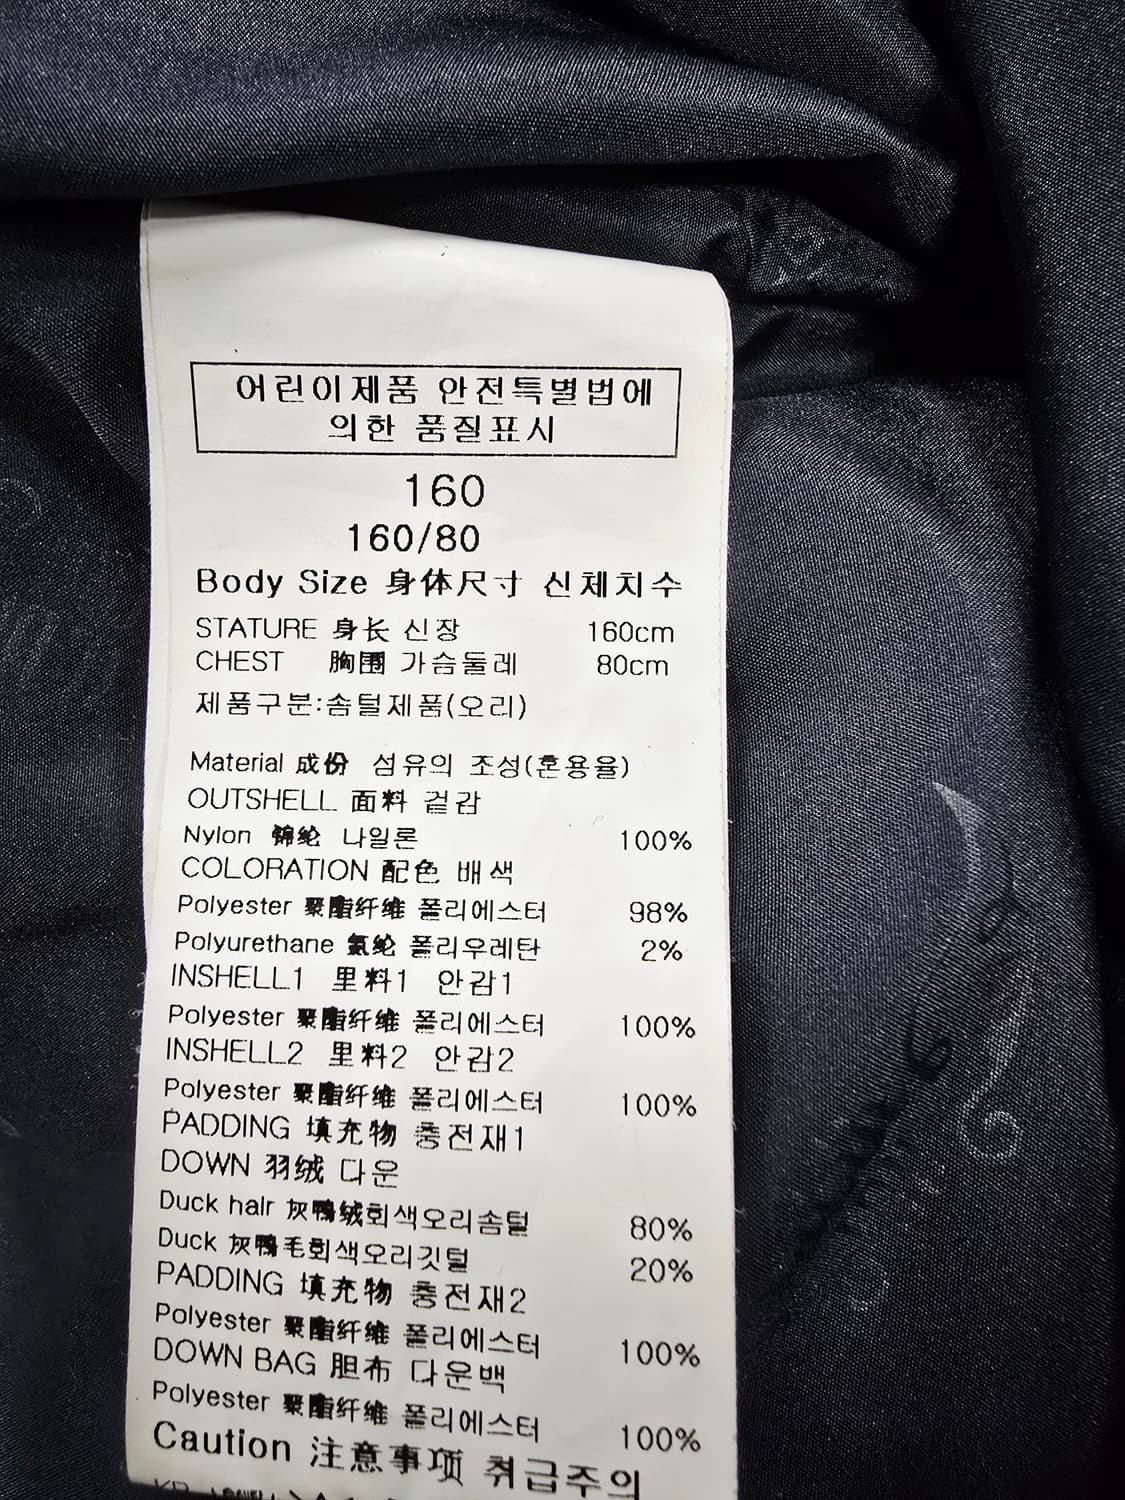 어린이제품 안전특별법에
의한 품질표시
160
160/80
Body Size 身体尺寸 신체치수
STATURE 身长 신장 160cm
CHEST 胸围 가슴둘레 80cm
제품구분:솜털제품(오리)
Material 成份 섬유의 조성(혼용율)
OUTSHELL 面料 겉감
Nylon 锦纶 나일론 100%
COLORATION 配色 배색
Polyester 聚酯纤维 폴리에스터 98%
Polyurethane 氨纶 폴리우레탄 2%
INSHELL1 里料1 안감1
Polyester 聚酯纤维 폴리에스터 100%
INSHELL2 里料2 안감2
Polyester 聚酯纤维 폴리에스터 100%
PADDING 填充物 충전재1
DOWN 羽绒 다운
Duck hair 灰鸭绒회색오리솜털 80%
Duck 灰鸭毛회색오리깃털 20%
PADDING 填充物 충전재2
Polyester 聚酯纤维 폴리에스터 100%
DOWN BAG 胆布 다운백
Polyester 聚酯纤维 폴리에스터 100%
Caution 注意事项 취급주의